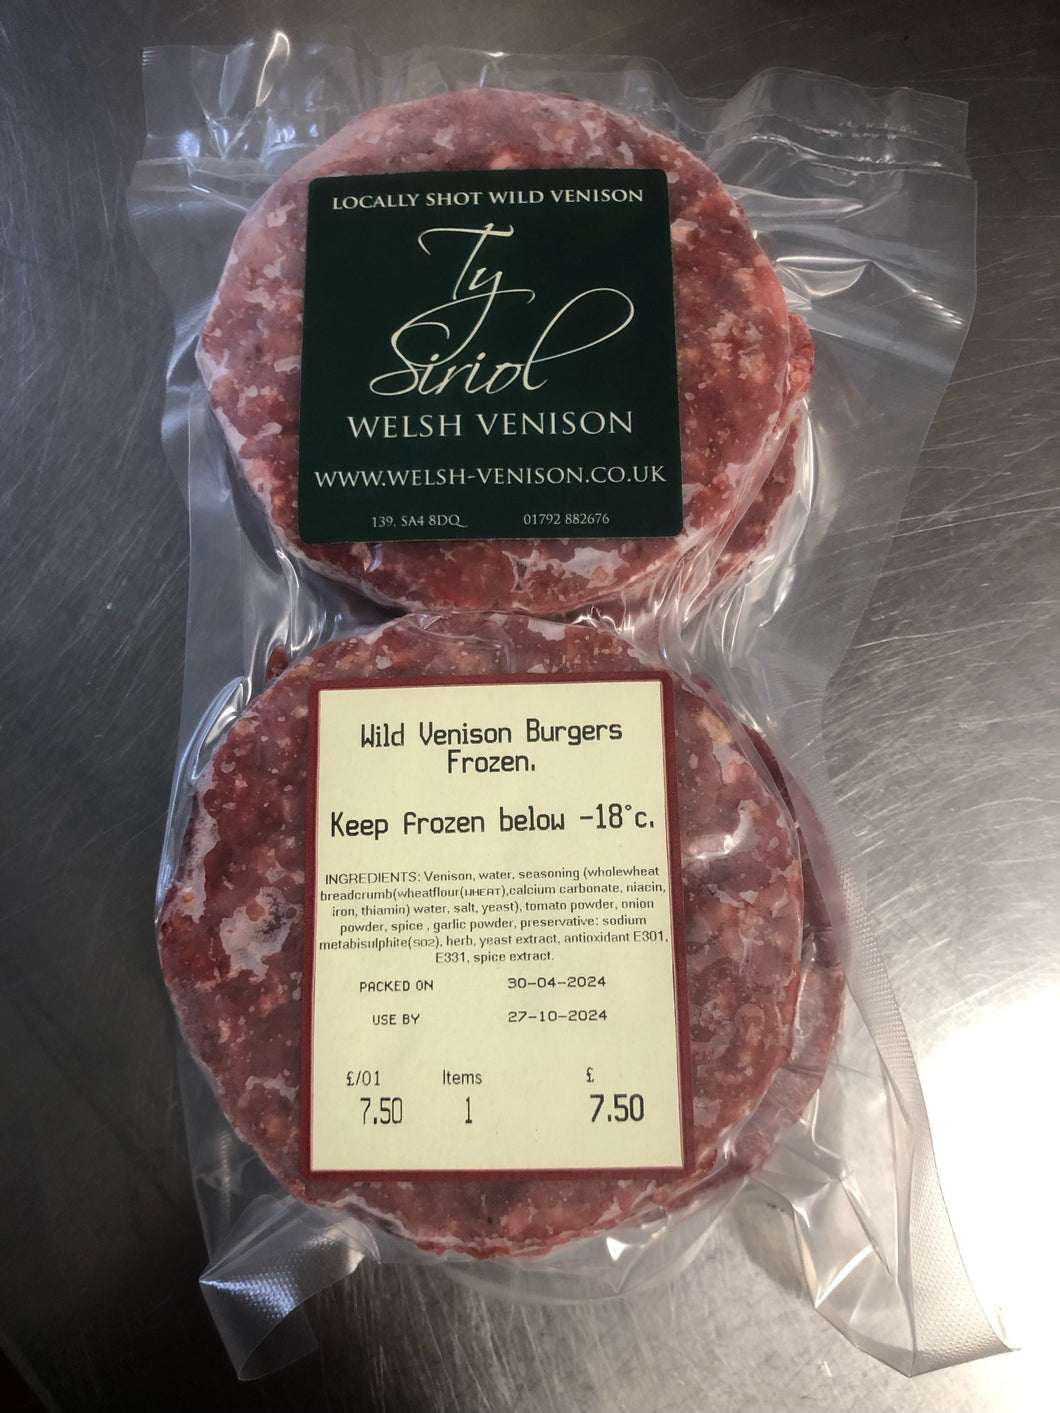 LOCALLY SHOT WILD VENISON
Ty
Siriol
WELSH VENISON
WWW.WELSH-VENISON.CO.UK
139. SA4 8DQ 01792 882676
Wild Venison Burgers
Frozen.
Keep frozen below -18°c.
INGREDIENTS: Venison, water, seasoning (wholewheat
breadcrumb(wheatflour(WHEAT),calcium carbonate, niacin,
iron, thiamin) water, salt, yeast), tomato powder, onion
powder, spice , garlic powder, preservative: sodium
metabisulphite(SO2), herb, yeast extract, antioxidant E301,
E331, spice extract.
PACKED ON 30-04-2024
USE BY 27-10-2024
£/01 Items £
7.50 1 7.50